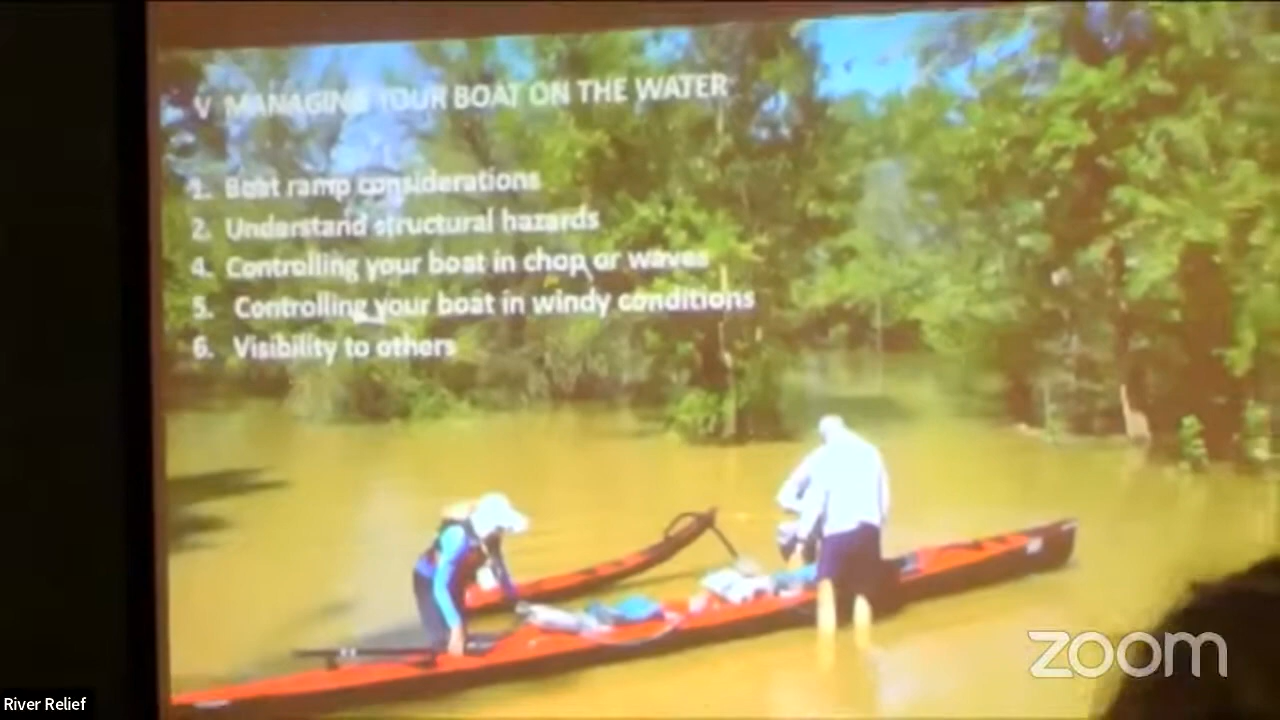 V MANAGING YOUR BOAT ON THE WATER
1. Boat ramp considerations
2. Understand structural hazards
4. Controlling your boat in chop or waves
5. Controlling your boat in windy conditions
6. Visibility to others
zoom
River Relief